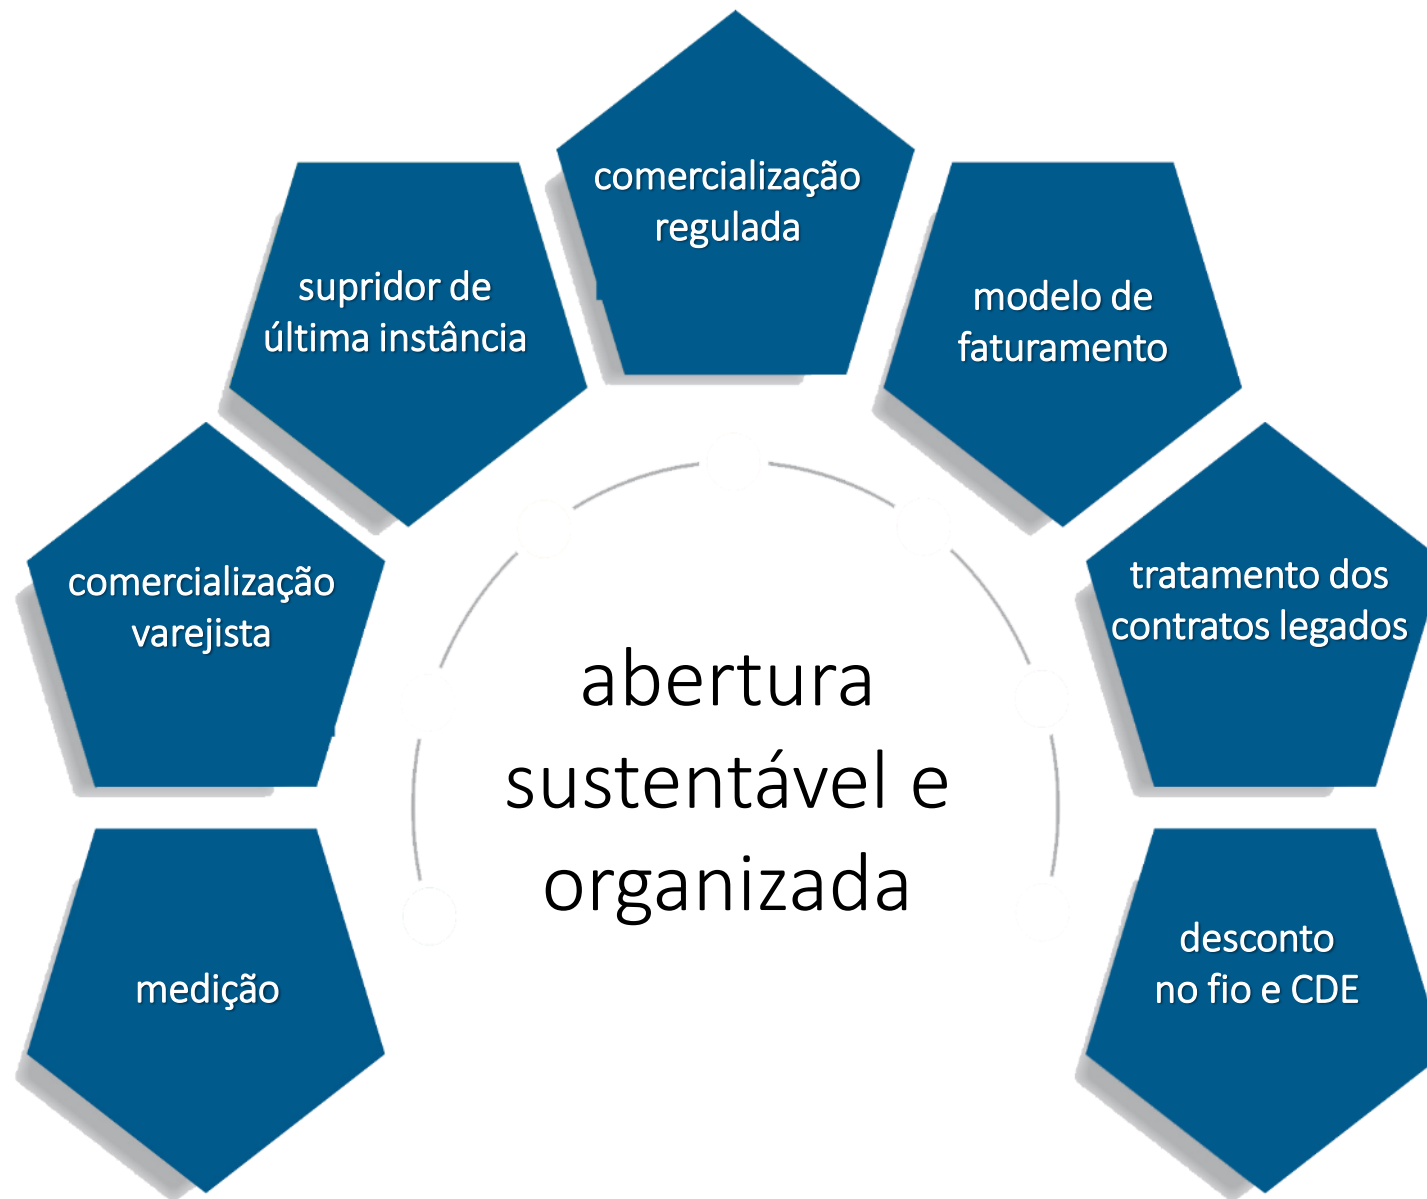 comercialização
regulada
supridor de
última instância
modelo de
faturamento
comercialização
varejista
tratamento dos
contratos legados
abertura
sustentável e
organizada
medição
desconto
no fio e CDE